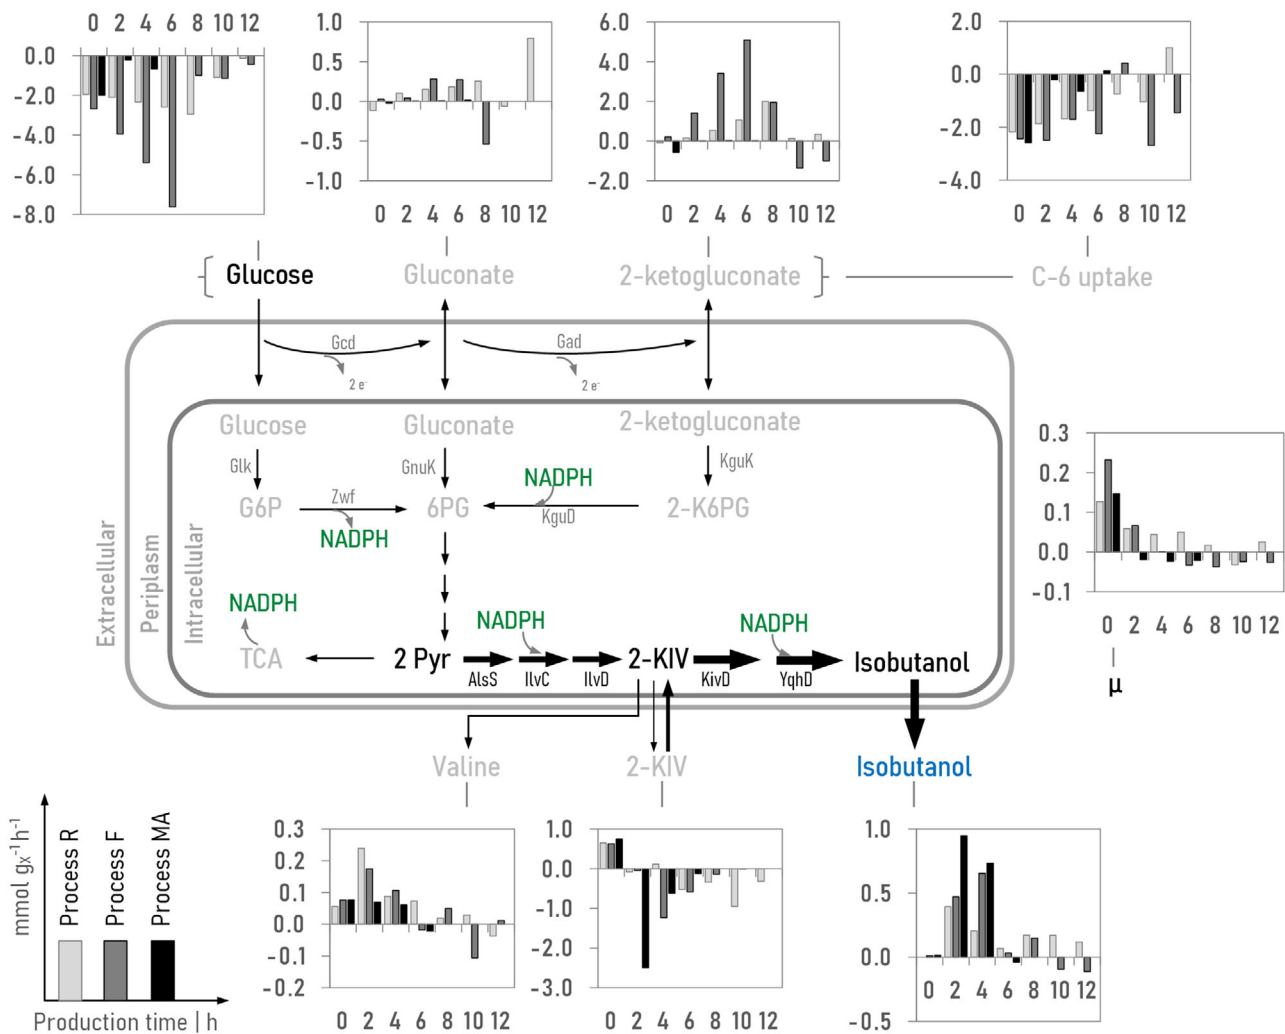 0 2 4 6 8 10 12
0.0
-2.0
-4.0
-6.0
-8.0
1.0
0.5
0.0
-0.5
-1.0
0 2 4 6 8 10 12
6.0
4.0
2.0
0.0
-2.0
0 2 4 6 8 10 12
2.0
0.0
-2.0
-4.0
0 2 4 6 8 10 12
Glucose
Gluconate
2-ketogluconate
C-6 uptake
Gcd
Gad
2 e-
2 e-
Glucose
Gluconate
2-ketogluconate
Glk
GnuK
KguK
NADPH
G6P
Zwf
6PG
KguD
2-K6PG
NADPH
Extracellular
Periplasm
Intracellular
NADPH
NADPH
NADPH
TCA
2 Pyr
2-KIV
Isobutanol
AlsS
IlvC
IlvD
KivD
YqhD
0.3
0.2
0.1
0.0
-0.1
0 2 4 6 8 10 12
μ
Valine
2-KIV
Isobutanol
mmol gx-1 h-1
Process R
Process F
Process MA
Production time | h
0.3
0.2
0.1
0.0
-0.1
-0.2
0 2 4 6 8 10 12
1.0
0.0
-1.0
-2.0
-3.0
0 2 4 6 8 10 12
1.0
0.5
0.0
-0.5
0 2 4 6 8 10 12